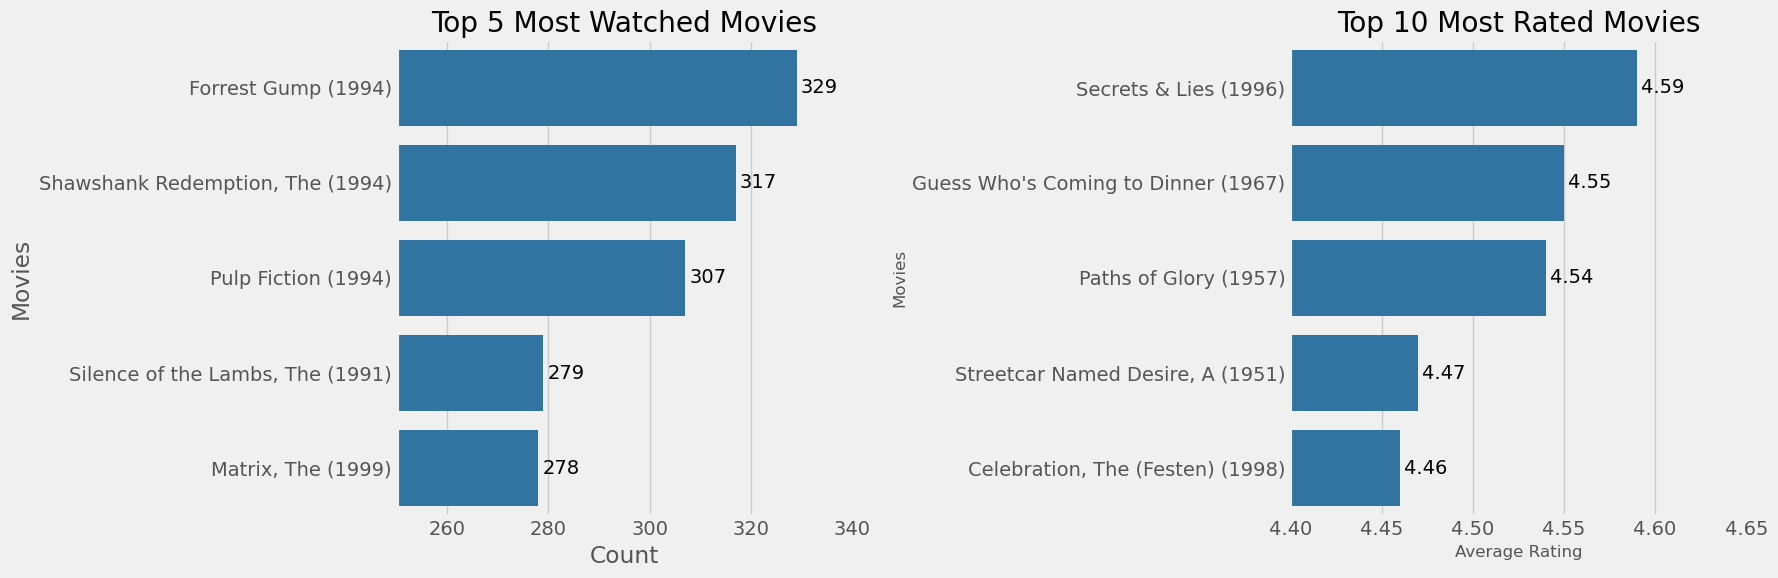 Top 5 Most Watched Movies
Movies
Forrest Gump (1994)
329
Shawshank Redemption, The (1994)
317
Pulp Fiction (1994)
307
Silence of the Lambs, The (1991)
279
Matrix, The (1999)
278
260 280 300 320 340
Count
Top 10 Most Rated Movies
Movies
Secrets & Lies (1996)
4.59
Guess Who's Coming to Dinner (1967)
4.55
Paths of Glory (1957)
4.54
Streetcar Named Desire, A (1951)
4.47
Celebration, The (Festen) (1998)
4.46
4.40 4.45 4.50 4.55 4.60 4.65
Average Rating